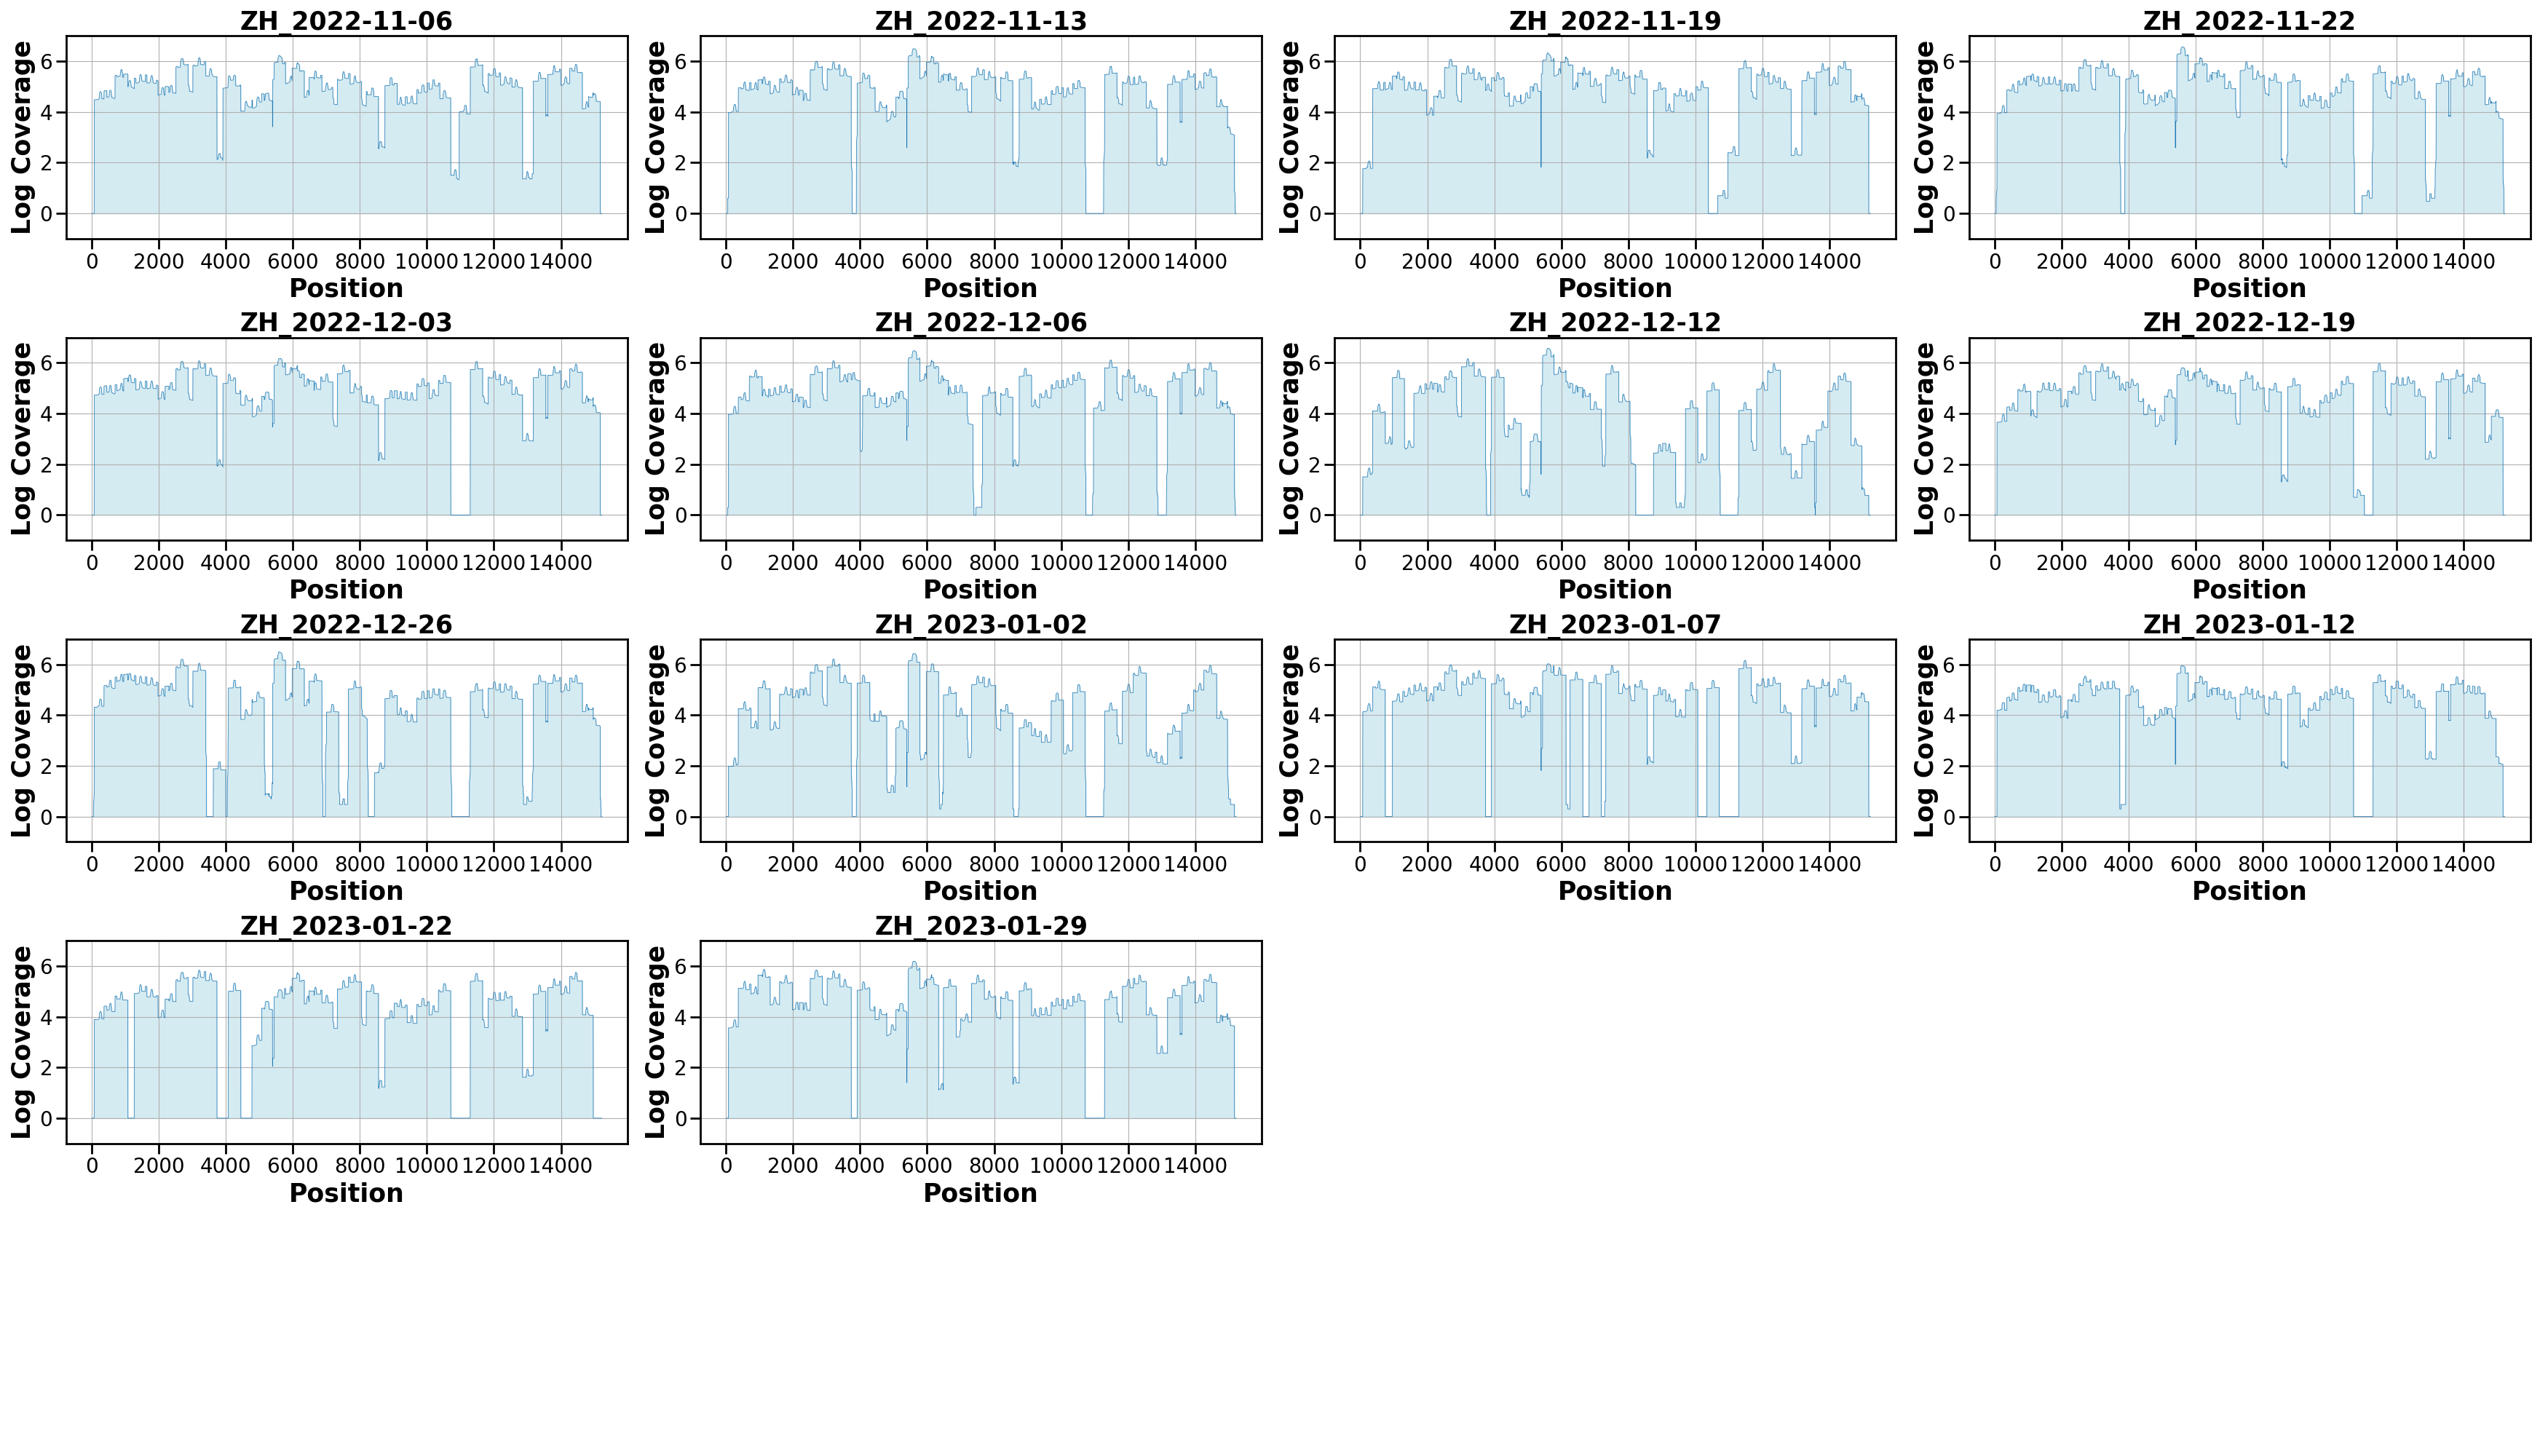 ZH_2022-11-06 ZH_2022-11-13 ZH_2022-11-19 ZH_2022-11-22
Log Coverage Log Coverage Log Coverage Log Coverage
6 6 6 6
4 4 4 4
2 2 2 2
0 0 0 0
0 2000 4000 6000 8000 10000 12000 14000 0 2000 4000 6000 8000 10000 12000 14000 0 2000 4000 6000 8000 10000 12000 14000 0 2000 4000 6000 8000 10000 12000 14000
Position Position Position Position
ZH_2022-12-03 ZH_2022-12-06 ZH_2022-12-12 ZH_2022-12-19
Log Coverage Log Coverage Log Coverage Log Coverage
6 6 6 6
4 4 4 4
2 2 2 2
0 0 0 0
0 2000 4000 6000 8000 10000 12000 14000 0 2000 4000 6000 8000 10000 12000 14000 0 2000 4000 6000 8000 10000 12000 14000 0 2000 4000 6000 8000 10000 12000 14000
Position Position Position Position
ZH_2022-12-26 ZH_2023-01-02 ZH_2023-01-07 ZH_2023-01-12
Log Coverage Log Coverage Log Coverage Log Coverage
6 6 6 6
4 4 4 4
2 2 2 2
0 0 0 0
0 2000 4000 6000 8000 10000 12000 14000 0 2000 4000 6000 8000 10000 12000 14000 0 2000 4000 6000 8000 10000 12000 14000 0 2000 4000 6000 8000 10000 12000 14000
Position Position Position Position
ZH_2023-01-22 ZH_2023-01-29
Log Coverage Log Coverage
6 6
4 4
2 2
0 0
0 2000 4000 6000 8000 10000 12000 14000 0 2000 4000 6000 8000 10000 12000 14000
Position Position